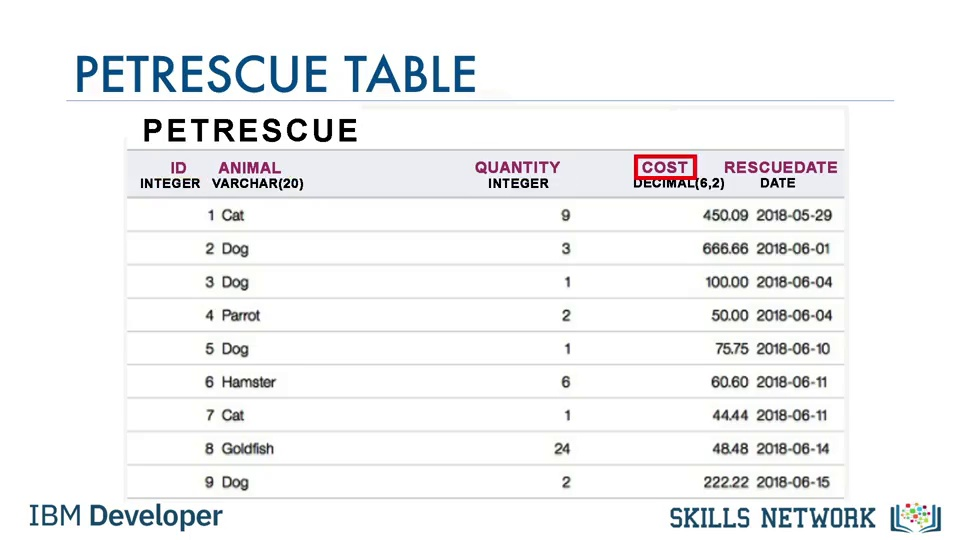 PETRESCUE TABLE
PETRESCUE
ID ANIMAL QUANTITY COST RESCUEDATE
INTEGER VARCHAR(20) INTEGER DECIMAL(6,2) DATE
1 Cat 9 450.09 2018-05-29
2 Dog 3 666.66 2018-06-01
3 Dog 1 100.00 2018-06-04
4 Parrot 2 50.00 2018-06-04
5 Dog 1 75.75 2018-06-10
6 Hamster 6 60.60 2018-06-11
7 Cat 1 44.44 2018-06-11
8 Goldfish 24 48.48 2018-06-14
9 Dog 2 222.22 2018-06-15
IBM Developer
SKILLS NETWORK